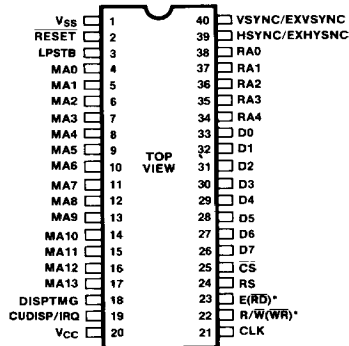 VSS 1 40 VSYNC/EXVSYNC
RESET 2 39 HSYNC/EXHYSNC
LPSTB 3 38 RA0
MA0 4 37 RA1
MA1 5 36 RA2
MA2 6 35 RA3
MA3 7 34 RA4
MA4 8 33 D0
MA5 9 32 D1
MA6 10 31 D2
MA7 11 30 D3
MA8 12 29 D4
MA9 13 28 D5
MA10 14 27 D6
MA11 15 26 D7
MA12 16 25 CS
MA13 17 24 RS
DISPTMG 18 23 E(RD)*
CUDISP/IRQ 19 22 R/W(WR)*
VCC 20 21 CLK
TOP
VIEW